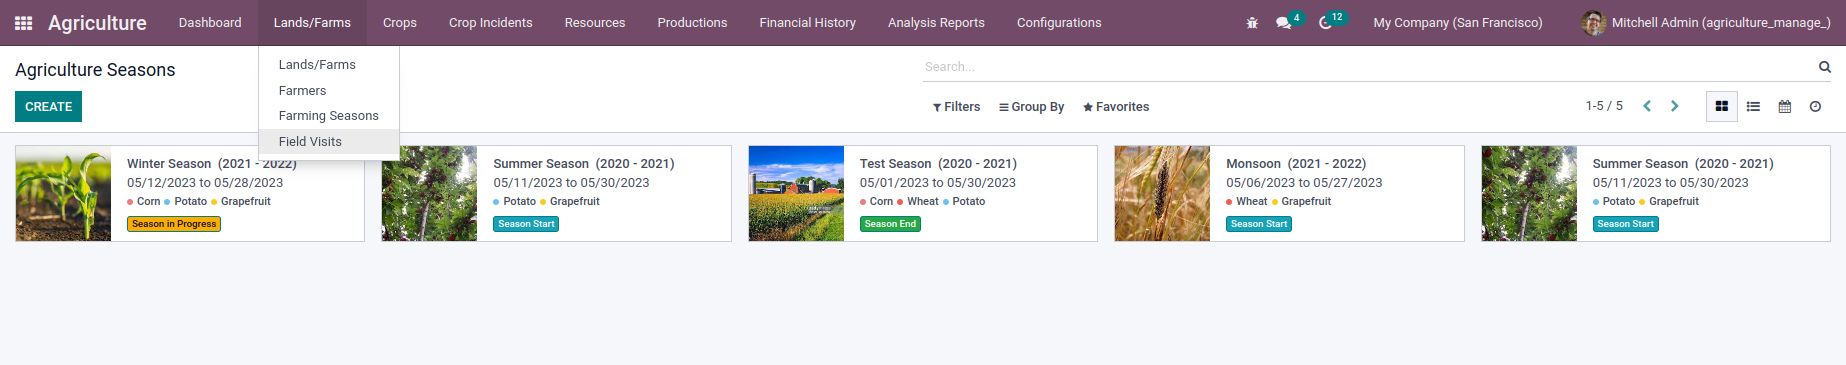 Agriculture Dashboard Lands/Farms Crops Crop Incidents Resources Productions Financial History Analysis Reports Configurations 4 12 My Company (San Francisco) Mitchell Admin (agriculture_manage_)
Agriculture Seasons
Search...
CREATE
Lands/Farms
Farmers
Farming Seasons
Field Visits
Filters Group By Favorites 1-5 / 5
Winter Season (2021 - 2022)
05/12/2023 to 05/28/2023
Corn Potato Grapefruit
Season in Progress
Summer Season (2020 - 2021)
05/11/2023 to 05/30/2023
Potato Grapefruit
Season Start
Test Season (2020 - 2021)
05/01/2023 to 05/30/2023
Corn Wheat Potato
Season End
Monsoon (2021 - 2022)
05/06/2023 to 05/27/2023
Wheat Grapefruit
Season Start
Summer Season (2020 - 2021)
05/11/2023 to 05/30/2023
Potato Grapefruit
Season Start